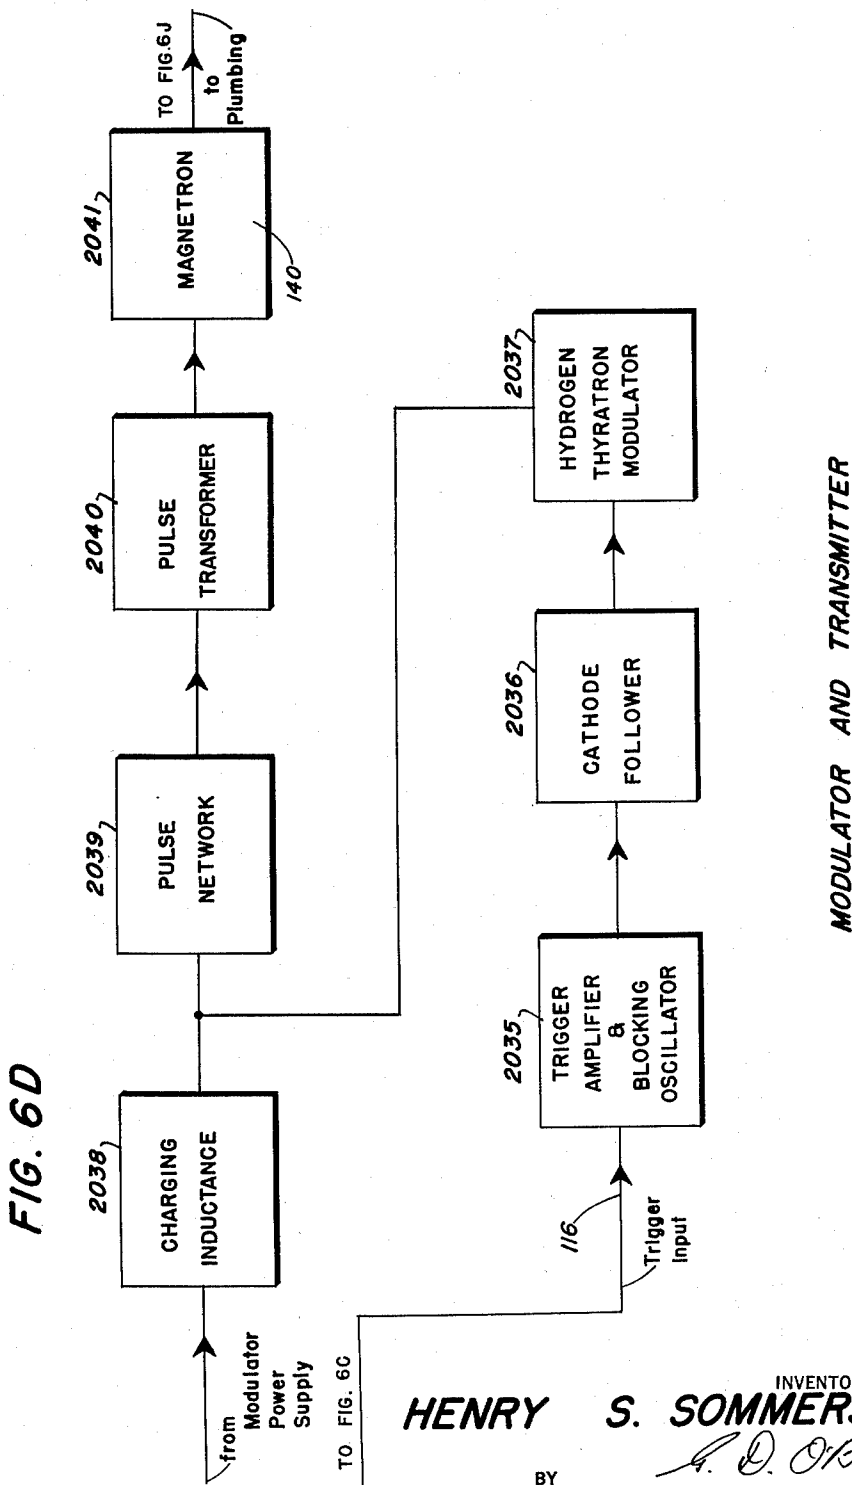 FIG. 6D
from
Modulator
Power
Supply
2038
CHARGING
INDUCTANCE
2039
PULSE
NETWORK
2040
PULSE
TRANSFORMER
2041
MAGNETRON
140
TO FIG.6J
to
Plumbing
TO FIG. 6C
116
Trigger
Input
2035
TRIGGER
AMPLIFIER
&
BLOCKING
OSCILLATOR
2036
CATHODE
FOLLOWER
2037
HYDROGEN
THYRATRON
MODULATOR
MODULATOR AND TRANSMITTER
HENRY S. SOMMERS
BY
G. D. O'B